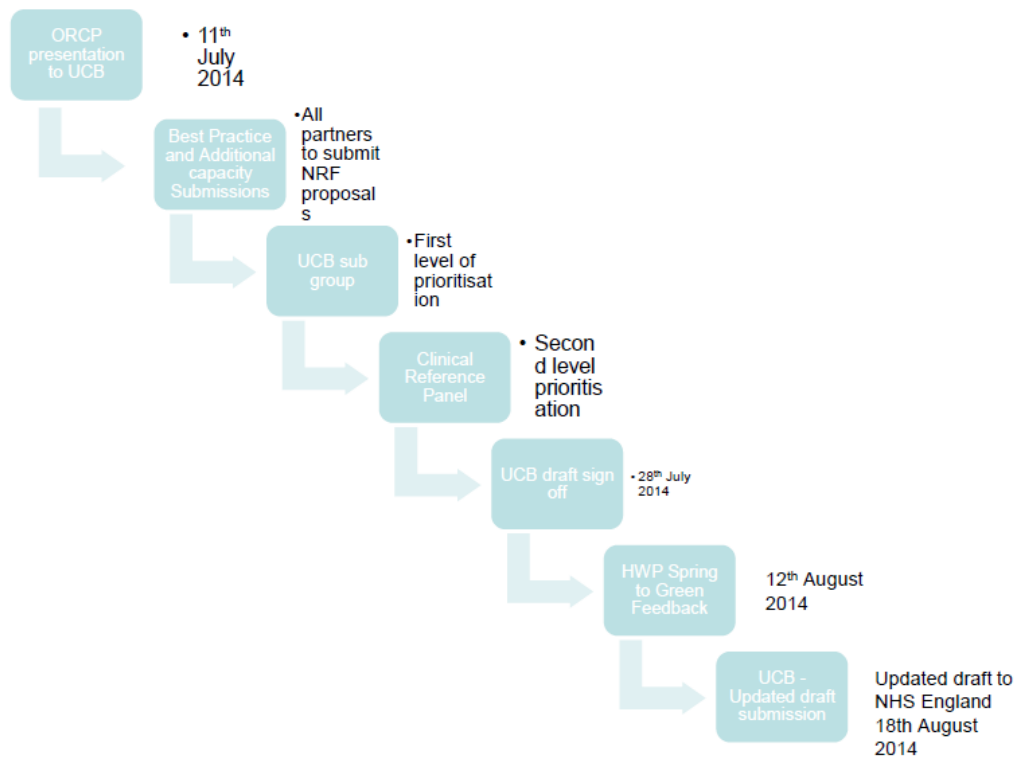 ORCP
presentation
to UCB
• 11th
July
2014
Best Practice
and Additional
capacity
Submissions
•All
partners
to submit
NRF
proposal
s
UCB sub
group
•First
level of
prioritisat
ion
Clinical
Reference
Panel
• Secon
d level
prioritis
ation
UCB draft sign
off
• 28th July
2014
HWP Spring
to Green
Feedback
12th August
2014
UCB -
Updated draft
submission
Updated draft to
NHS England
18th August
2014